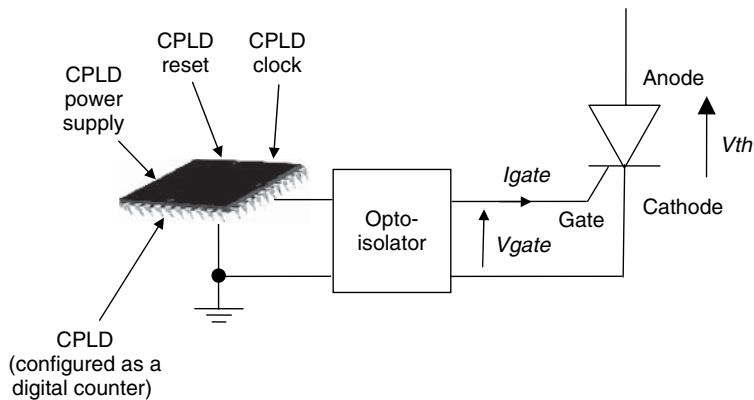 CPLD
reset
CPLD
clock
CPLD
power
supply
Anode
Vth
Igate
Opto-
isolator
Gate
Cathode
Vgate
CPLD
(configured as a
digital counter)